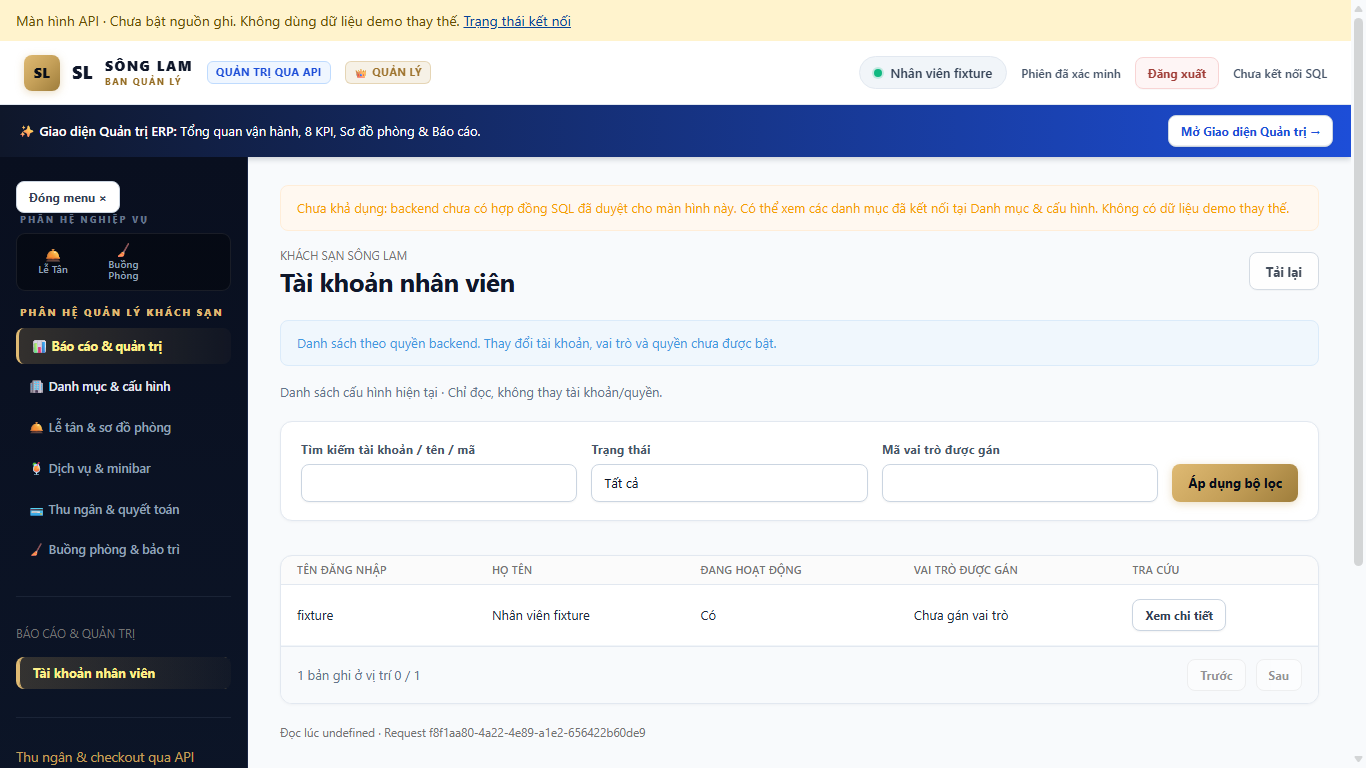 Màn hình API · Chưa bật nguồn ghi. Không dùng dữ liệu demo thay thế. Trạng thái kết nối
SL SL SÔNG LAM
BAN QUẢN LÝ
QUẢN TRỊ QUA API
QUẢN LÝ
Nhân viên fixture
Phiên đã xác minh
Đăng xuất
Chưa kết nối SQL
Giao diện Quản trị ERP: Tổng quan vận hành, 8 KPI, Sơ đồ phòng & Báo cáo.
Mở Giao diện Quản trị →
Đóng menu ×
PHÂN HỆ NGHIỆP VỤ
Lễ Tân
Buồng
Phòng
PHÂN HỆ QUẢN LÝ KHÁCH SẠN
Báo cáo & quản trị
Danh mục & cấu hình
Lễ tân & sơ đồ phòng
Dịch vụ & minibar
Thu ngân & quyết toán
Buồng phòng & bảo trì
BÁO CÁO & QUẢN TRỊ
Tài khoản nhân viên
Thu ngân & checkout qua API
Chưa khả dụng: backend chưa có hợp đồng SQL đã duyệt cho màn hình này. Có thể xem các danh mục đã kết nối tại Danh mục & cấu hình. Không có dữ liệu demo thay thế.
KHÁCH SẠN SÔNG LAM
Tài khoản nhân viên
Tải lại
Danh sách theo quyền backend. Thay đổi tài khoản, vai trò và quyền chưa được bật.
Danh sách cấu hình hiện tại · Chỉ đọc, không thay tài khoản/quyền.
Tìm kiếm tài khoản / tên / mã
Trạng thái
Tất cả
Mã vai trò được gán
Áp dụng bộ lọc
TÊN ĐĂNG NHẬP HỌ TÊN ĐANG HOẠT ĐỘNG VAI TRÒ ĐƯỢC GÁN TRA CỨU
fixture Nhân viên fixture Có Chưa gán vai trò Xem chi tiết
1 bản ghi ở vị trí 0 / 1
Trước Sau
Đọc lúc undefined · Request f8f1aa80-4a22-4e89-a1e2-656422b60de9